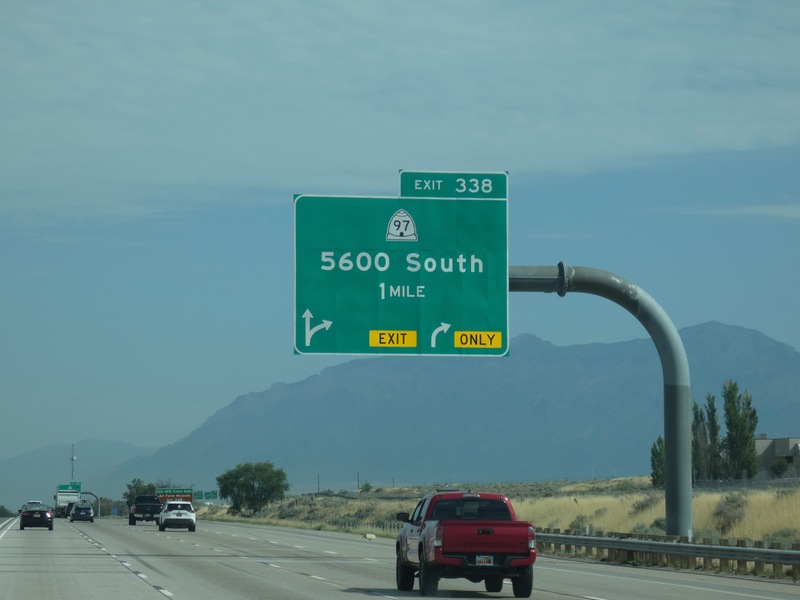 EXIT 338
97
5600 South
1 MILE
EXIT ONLY